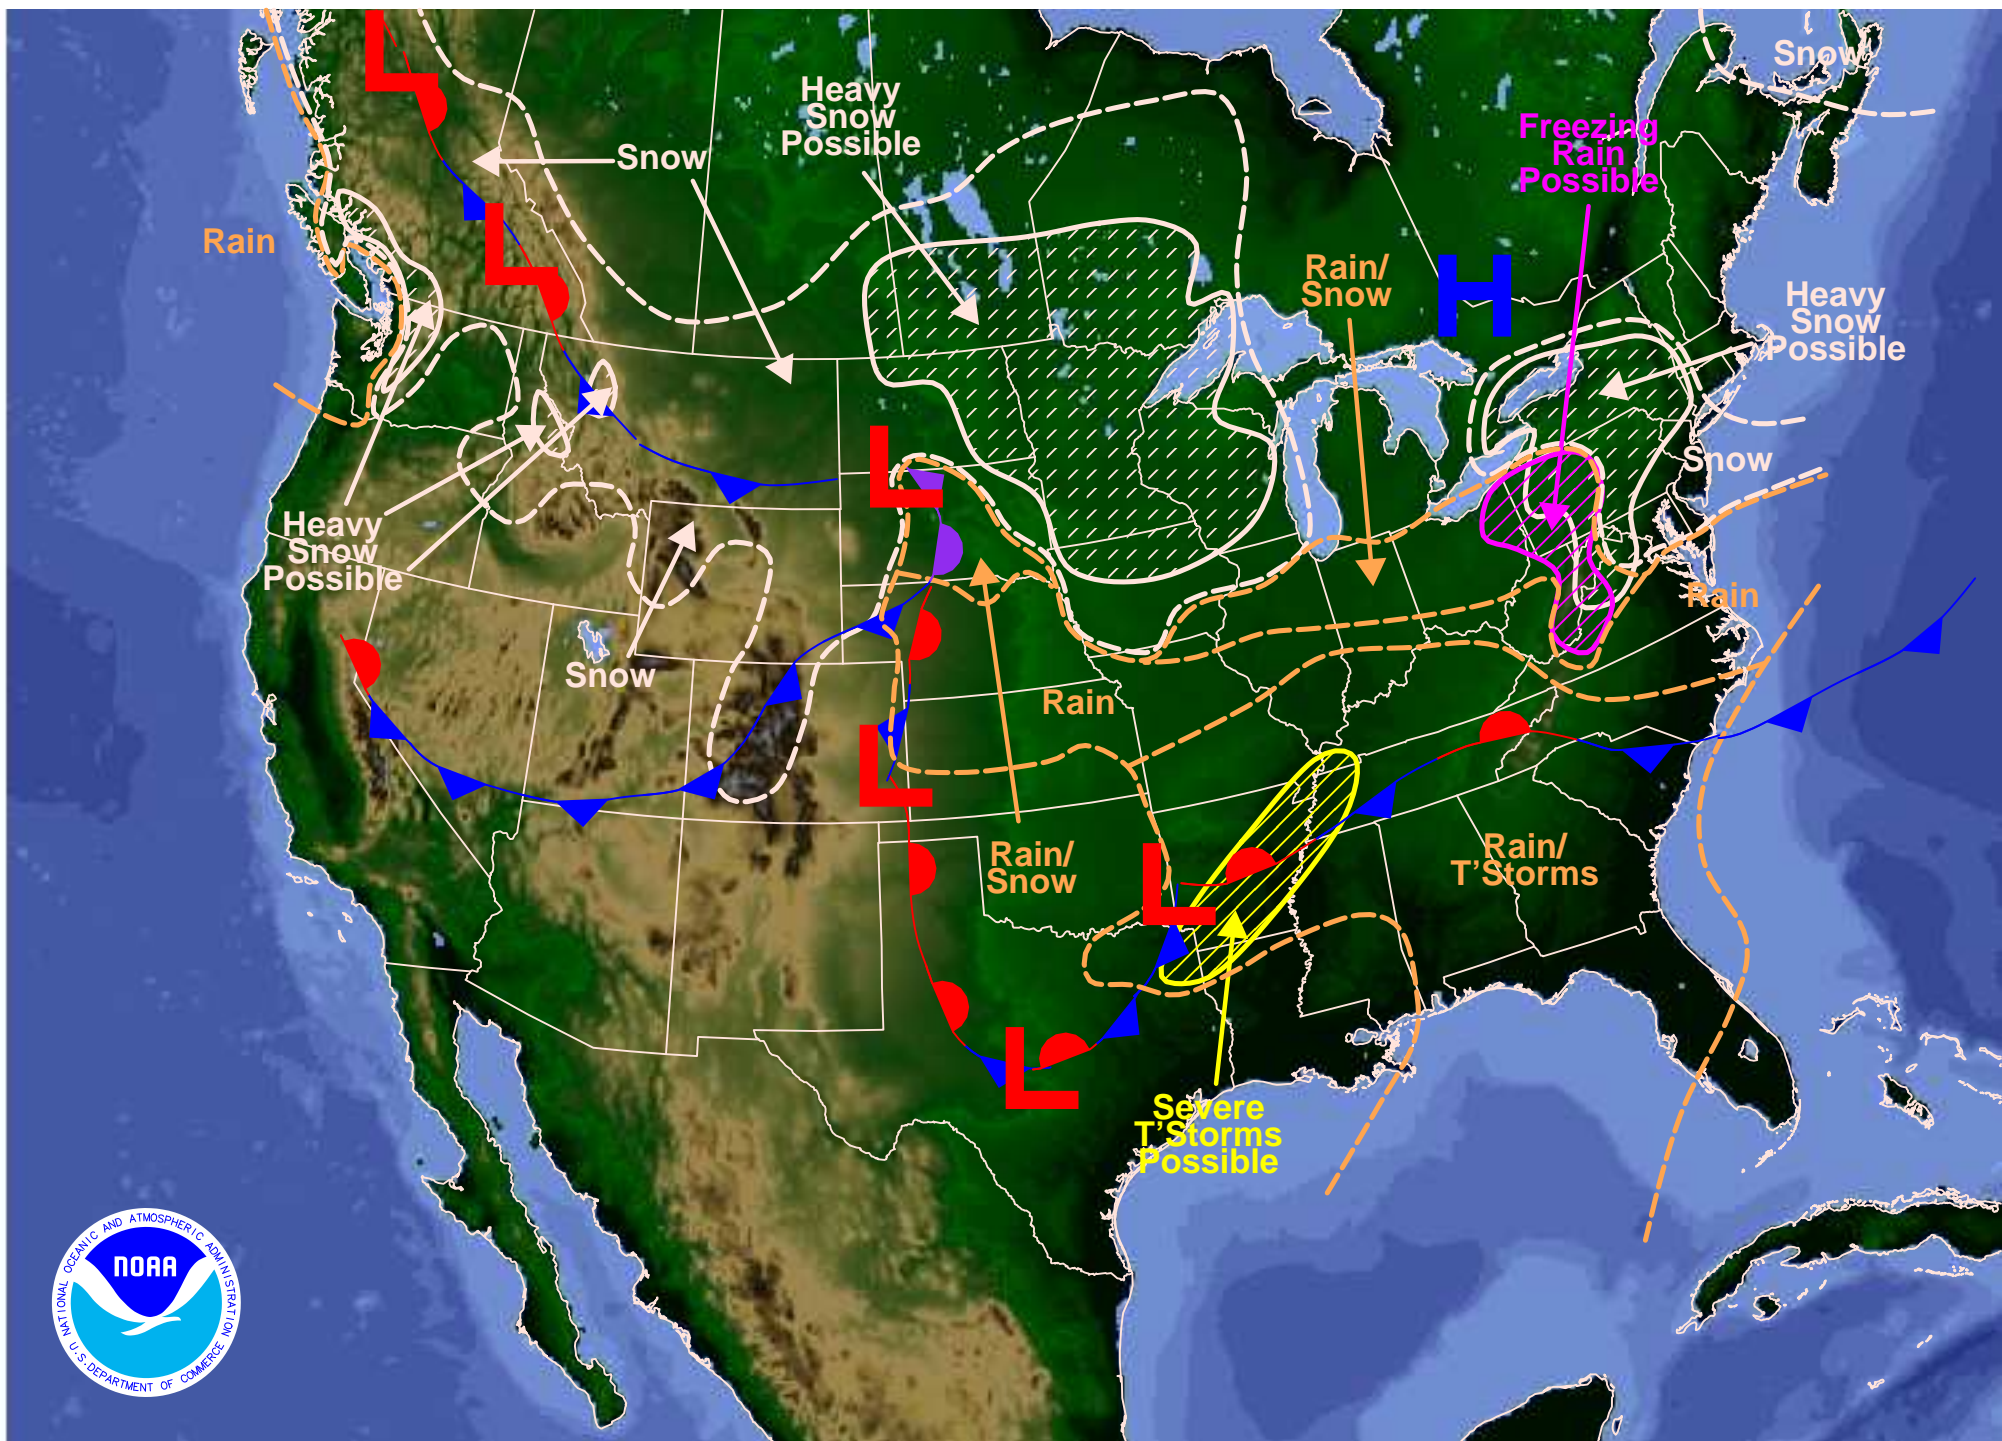 L
Snow
Heavy
Snow
Possible
Snow
Freezing
Rain
Possible
L
Rain
Rain/
Snow
H
Heavy
Snow
Possible
L
Snow
Heavy
Snow
Possible
Rain
Snow
Rain
L
Rain/
Snow
L
Rain/
T'Storms
L
Severe
T'Storms
Possible
NATIONAL OCEANIC AND ATMOSPHERIC ADMINISTRATION
NOAA
U.S. DEPARTMENT OF COMMERCE